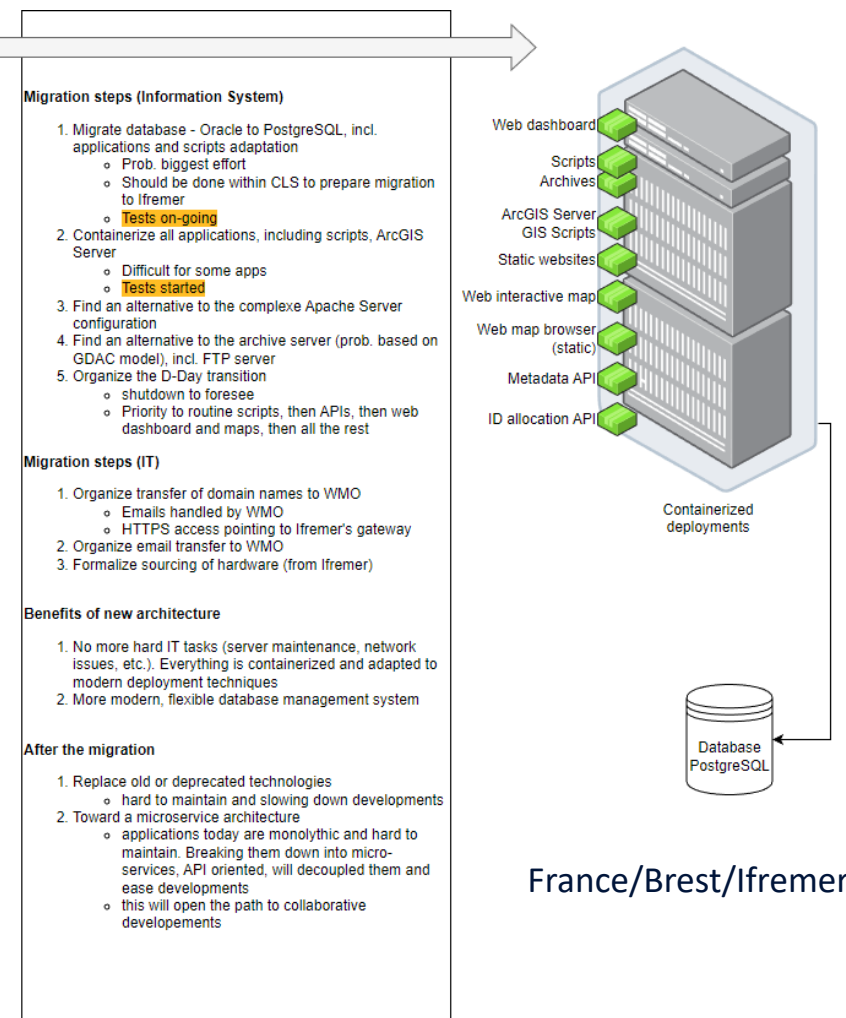 Migration steps (Information System)
1. Migrate database - Oracle to PostgreSQL, incl.
applications and scripts adaptation
Prob. biggest effort
Should be done within CLS to prepare migration
to Ifremer
Tests on-going
2. Containerize all applications, including scripts, ArcGIS
Server
Difficult for some apps
Tests started
3. Find an alternative to the complexe Apache Server
configuration
4. Find an alternative to the archive server (prob. based on
GDAC model), incl. FTP server
5. Organize the D-Day transition
shutdown to foresee
Priority to routine scripts, then APIs, then web
dashboard and maps, then all the rest
Migration steps (IT)
1. Organize transfer of domain names to WMO
Emails handled by WMO
HTTPS access pointing to Ifremer's gateway
2. Organize email transfer to WMO
3. Formalize sourcing of hardware (from Ifremer)
Benefits of new architecture
1. No more hard IT tasks (server maintenance, network
issues, etc.). Everything is containerized and adapted to
modern deployment techniques
2. More modern, flexible database management system
After the migration
1. Replace old or deprecated technologies
hard to maintain and slowing down developments
2. Toward a microservice architecture
applications today are monolythic and hard to
maintain. Breaking them down into micro-
services, API oriented, will decoupled them and
ease developments
this will open the path to collaborative
developements
Web dashboard
Scripts
Archives
ArcGIS Server
GIS Scripts
Static websites
Web interactive map
Web map browser
(static)
Metadata API
ID allocation API
Containerized
deployments
Database
PostgreSQL
France/Brest/Ifremer